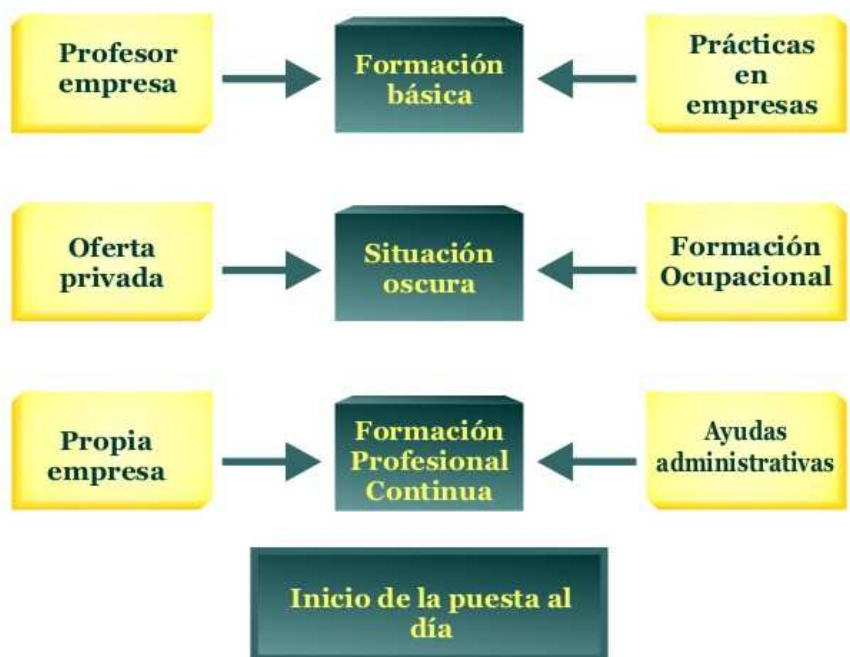 Profesor
empresa
Formación
básica
Prácticas
en
empresas
Oferta
privada
Situación
oscura
Formación
Ocupacional
Propia
empresa
Formación
Profesional
Continua
Ayudas
administrativas
Inicio de la puesta al
día